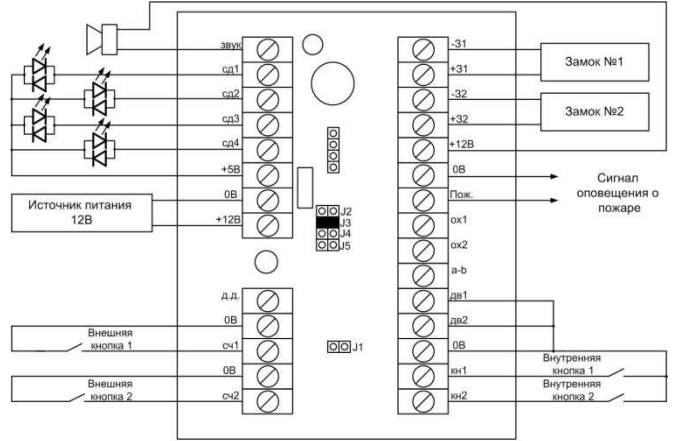 звук
сд1
сд2
сд3
сд4
+5В
0В
+12В
Источник питания
12В
д.д.
0В
сч1
0В
сч2
Внешняя
кнопка 1
Внешняя
кнопка 2
J2
J3
J4
J5
J1
-З1
+З1
-З2
+З2
+12В
0В
Пож.
ох1
ох2
a-b
дв1
дв2
0В
кн1
кн2
Замок №1
Замок №2
Сигнал
оповещения о
пожаре
Внутренняя
кнопка 1
Внутренняя
кнопка 2